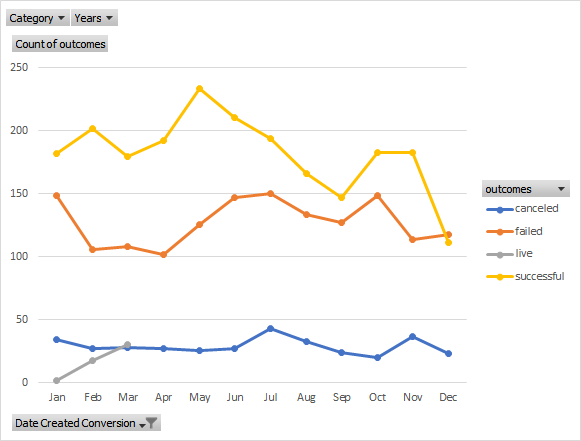 Category Years
Count of outcomes
250
200
150
100
50
0
Jan Feb Mar Apr May Jun Jul Aug Sep Oct Nov Dec
outcomes
canceled
failed
live
successful
Date Created Conversion